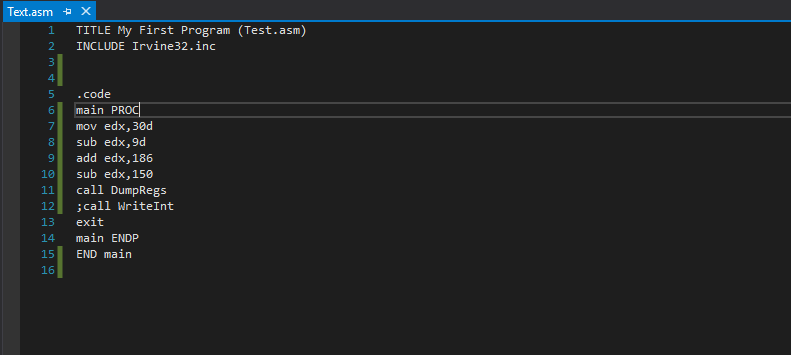 Text.asm
1 TITLE My First Program (Test.asm)
2 INCLUDE Irvine32.inc
3
4
5 .code
6 main PROC
7 mov edx,30d
8 sub edx,9d
9 add edx,186
10 sub edx,150
11 call DumpRegs
12 ;call WriteInt
13 exit
14 main ENDP
15 END main
16